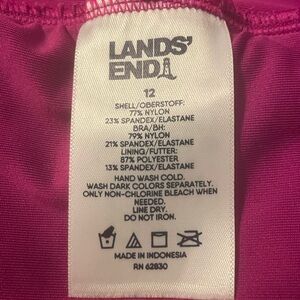 LANDS'
END
12
SHELL/OBERSTOFF:
77% NYLON
23% SPANDEX/ELASTANE
BRA/BH:
79% NYLON
21% SPANDEX/ELASTANE
LINING/FUTTER:
87% POLYESTER
13% SPANDEX/ELASTANE
HAND WASH COLD.
WASH DARK COLORS SEPARATELY.
ONLY NON-CHLORINE BLEACH WHEN
NEEDED.
LINE DRY.
DO NOT IRON.
MADE IN INDONESIA
RN 62830